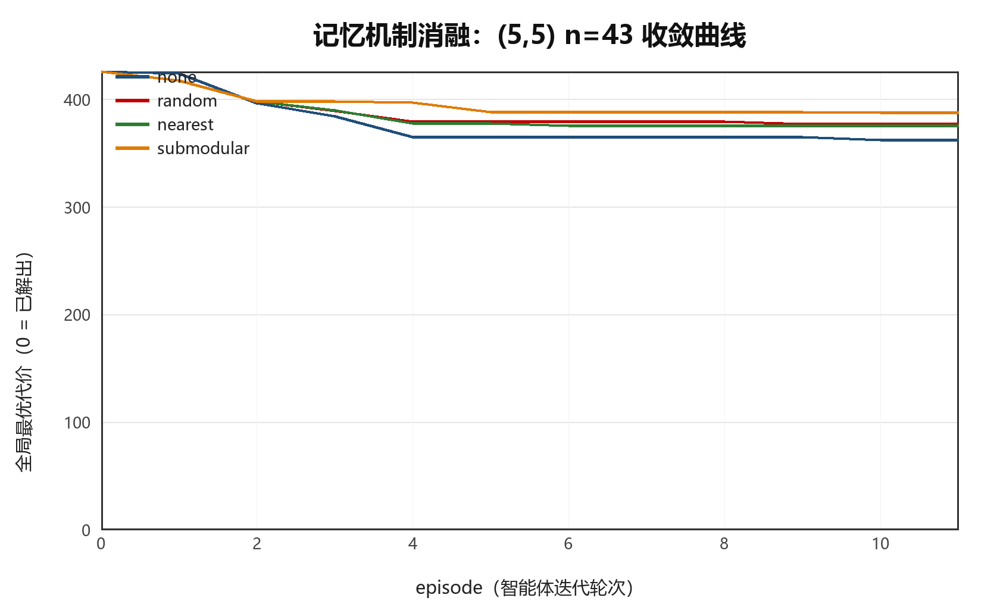 记忆机制消融：(5,5) n=43 收敛曲线
none
random
nearest
submodular
400
300
200
100
0
全局最优代价（0 = 已解出）
0 2 4 6 8 10
episode（智能体迭代轮次）